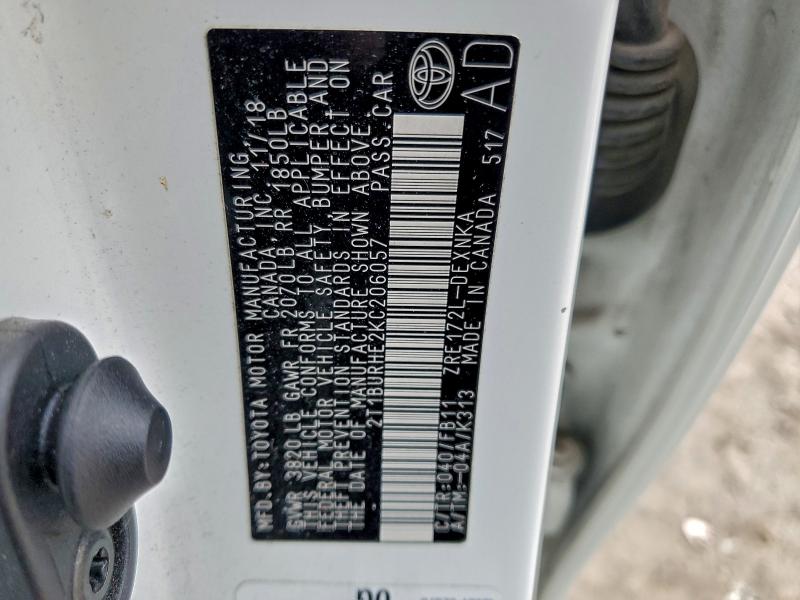 MFD.BY:TOYOTA MOTOR MANUFACTURING
CANADA, INC. 11/18
GVWR 3820LB GAWR FR 2070LB RR 1850LB
THIS VEHICLE CONFORMS TO ALL APPLICABLE
FEDERAL MOTOR VEHICLE SAFETY, BUMPER AND
THEFT PREVENTION STANDARDS IN EFFECT ON
THE DATE OF MANUFACTURE SHOWN ABOVE.
2T1BURHE2KC206057 PASS. CAR
C/TR:040/FB11 ZRE172L-DEXNKA
A/TM:-04A/K313 MADE IN CANADA 517
AD